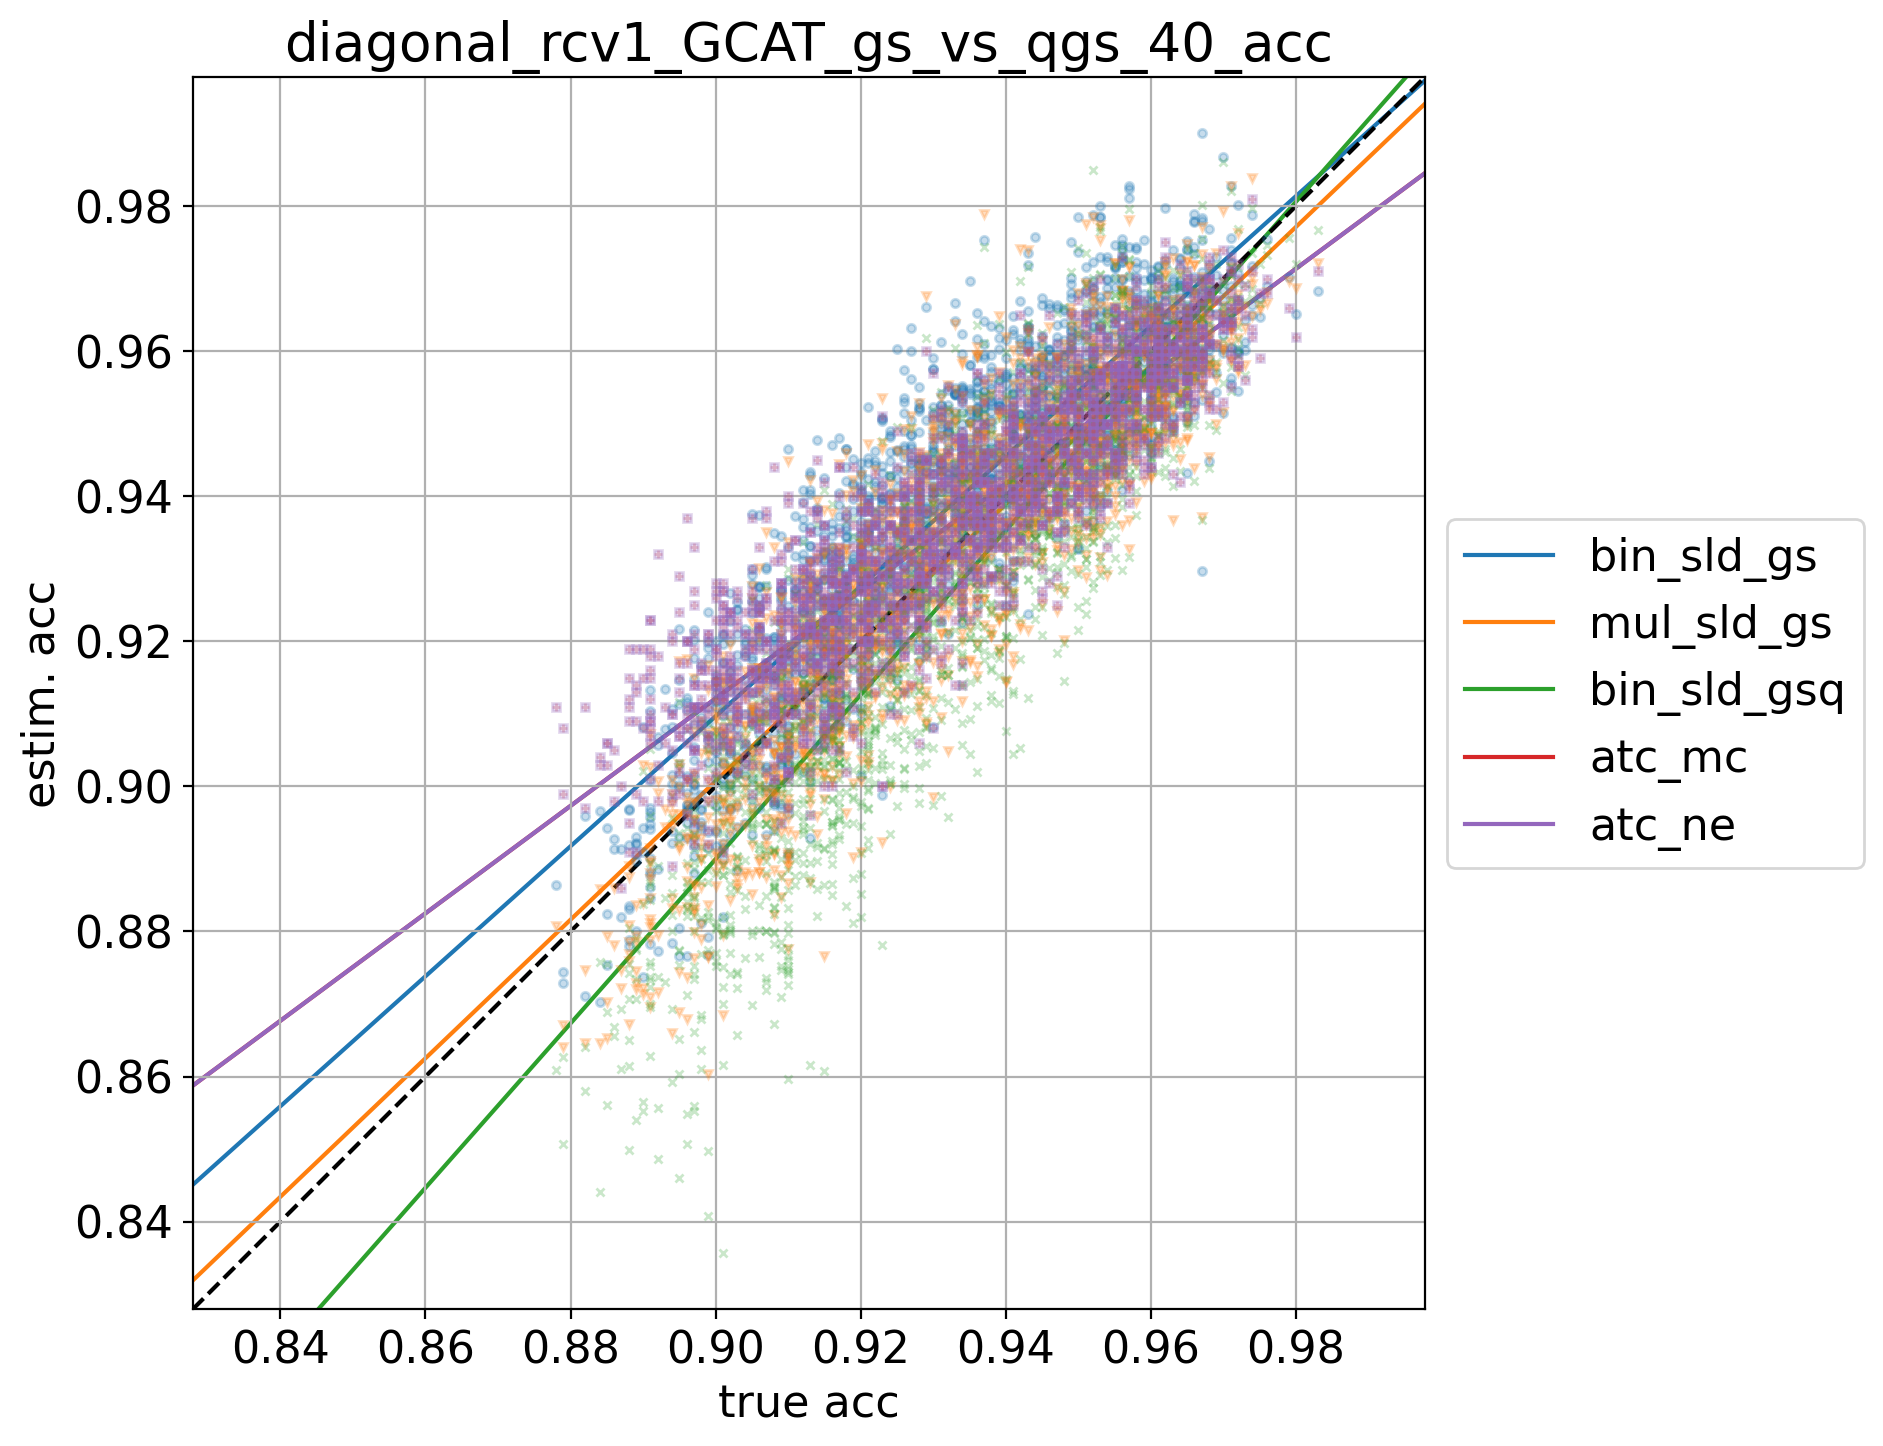 diagonal_rcv1_GCAT_gs_vs_qgs_40_acc
estim. acc
0.98
0.96
0.94
0.92
0.90
0.88
0.86
0.84
0.84 0.86 0.88 0.90 0.92 0.94 0.96 0.98
true acc
bin_sld_gs
mul_sld_gs
bin_sld_gsq
atc_mc
atc_ne